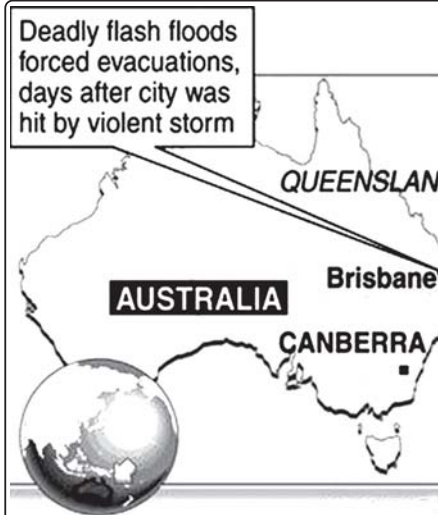 Deadly flash floods
forced evacuations,
days after city was
hit by violent storm
QUEENSLAN
Brisbane
AUSTRALIA
CANBERRA